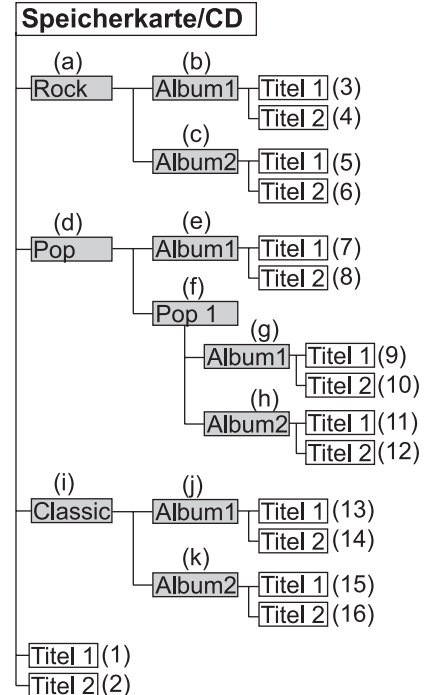 Speicherkarte/CD
(a) (b)
Rock Album1 Titel 1 (3)
Titel 2 (4)
(c)
Album2 Titel 1 (5)
Titel 2 (6)
(d) (e)
Pop Album1 Titel 1 (7)
Titel 2 (8)
(f)
Pop 1
(g)
Album1 Titel 1 (9)
Titel 2 (10)
(h)
Album2 Titel 1 (11)
Titel 2 (12)
(i) (j)
Classic Album1 Titel 1 (13)
Titel 2 (14)
(k)
Album2 Titel 1 (15)
Titel 2 (16)
Titel 1 (1)
Titel 2 (2)